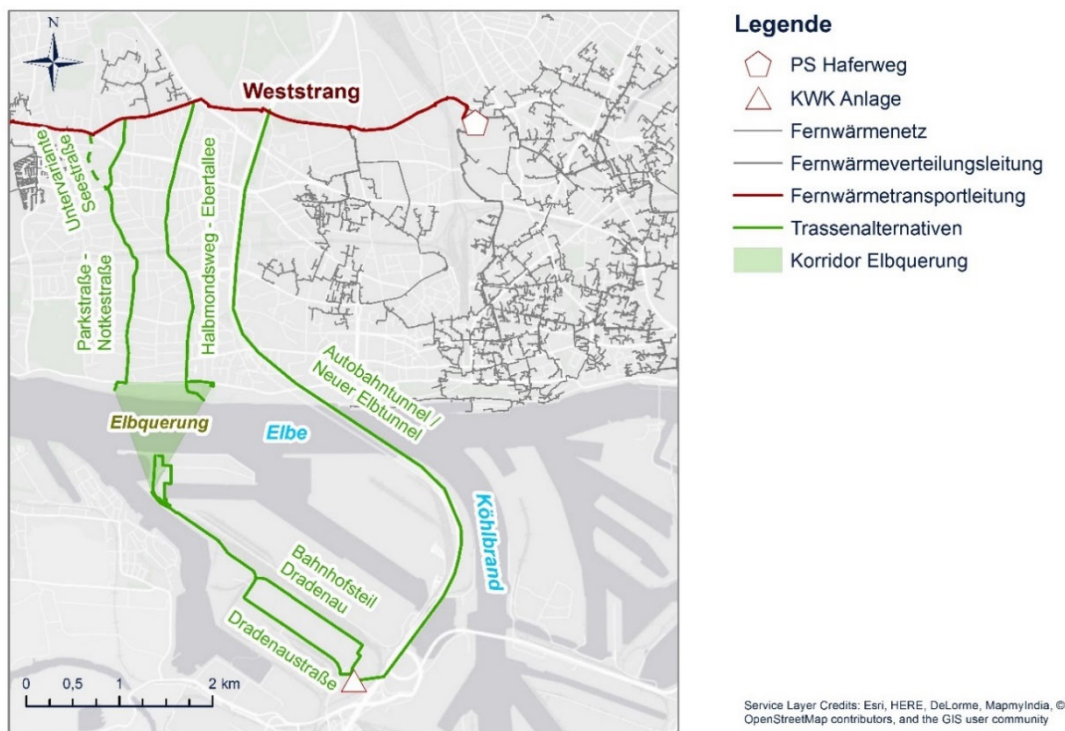 N
Weststrang
Untervariante
Seestraße
Parkstraße -
Notkestraße
Halbmondsweg - Ebertallee
Autobahntunnel /
Neuer Elbtunnel
Elbquerung
Elbe
Köhlbrand
Bahnhofsteil
Dradenau
Dradenaustraße
0 0,5 1 2 km
Legende
PS Haferweg
KWK Anlage
Fernwärmenetz
Fernwärmeverteilungsleitung
Fernwärmetransportleitung
Trassenalternativen
Korridor Elbquerung
Service Layer Credits: Esri, HERE, DeLorme, MapmyIndia, ©
OpenStreetMap contributors, and the GIS user community